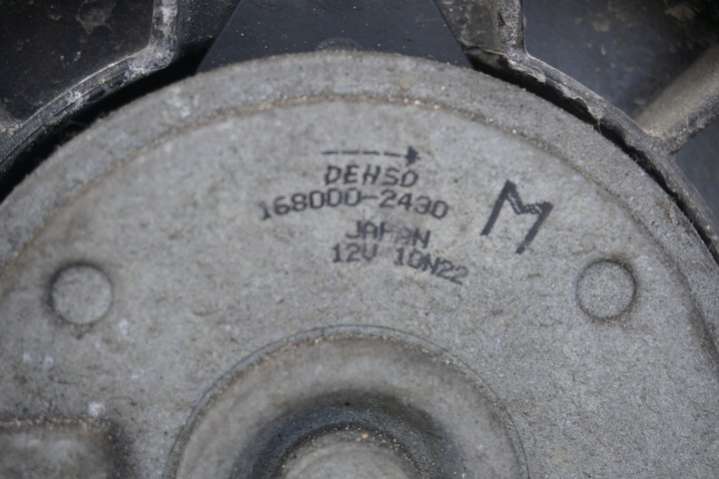 DENSO
168000-2430
JAPAN
12V 10N22
M